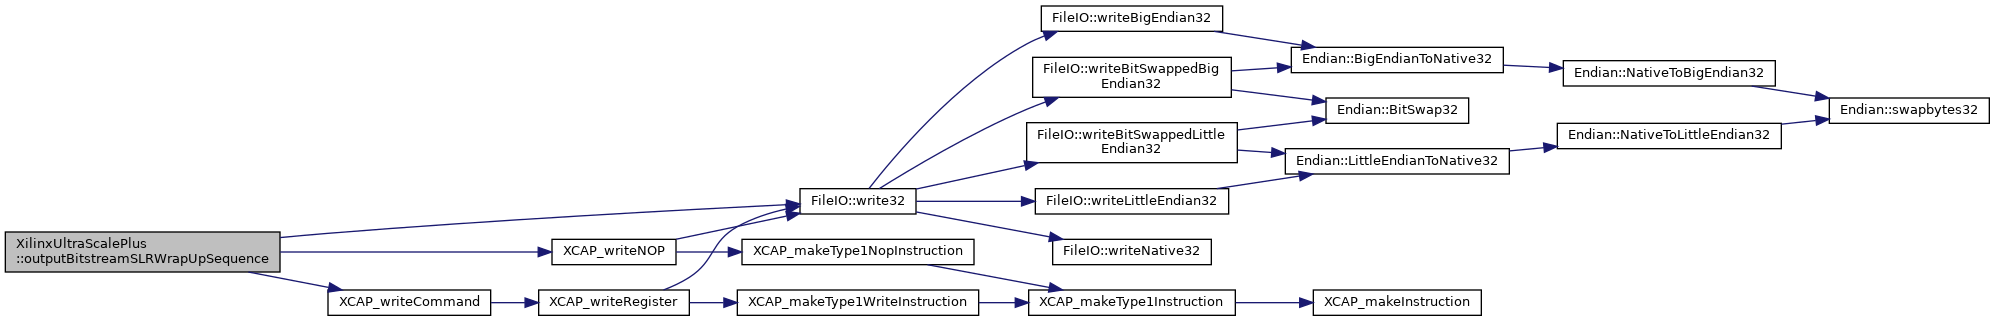 XilinxUltraScalePlus
::outputBitstreamSLRWrapUpSequence
FileIO::write32
XCAP_writeNOP
XCAP_writeCommand
XCAP_writeRegister
XCAP_makeType1NopInstruction
XCAP_makeType1WriteInstruction
FileIO::writeBigEndian32
FileIO::writeBitSwappedBig
Endian32
FileIO::writeBitSwappedLittle
Endian32
FileIO::writeLittleEndian32
FileIO::writeNative32
XCAP_makeType1Instruction
Endian::BigEndianToNative32
Endian::BitSwap32
Endian::LittleEndianToNative32
XCAP_makeInstruction
Endian::NativeToBigEndian32
Endian::NativeToLittleEndian32
Endian::swapbytes32